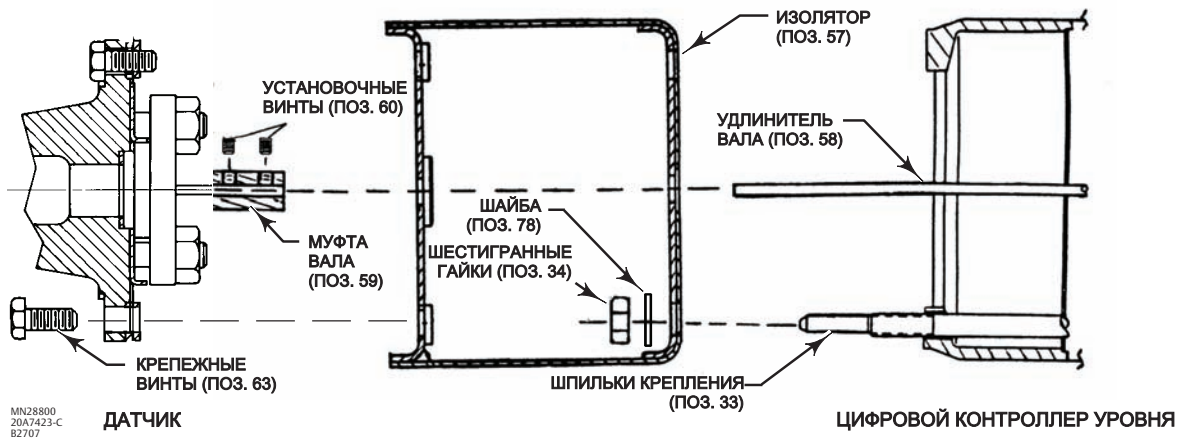 ИЗОЛЯТОР
(ПОЗ. 57)
УСТАНОВОЧНЫЕ
ВИНТЫ (ПОЗ. 60)
УДЛИНИТЕЛЬ
ВАЛА (ПОЗ. 58)
ШАЙБА
(ПОЗ. 78)
МУФТА
ВАЛА
(ПОЗ. 59)
ШЕСТИГРАННЫЕ
ГАЙКИ (ПОЗ. 34)
КРЕПЕЖНЫЕ
ВИНТЫ (ПОЗ. 63)
ШПИЛЬКИ КРЕПЛЕНИЯ
(ПОЗ. 33)
MN28800
20A7423-C
B2707
ДАТЧИК
ЦИФРОВОЙ КОНТРОЛЛЕР УРОВНЯ